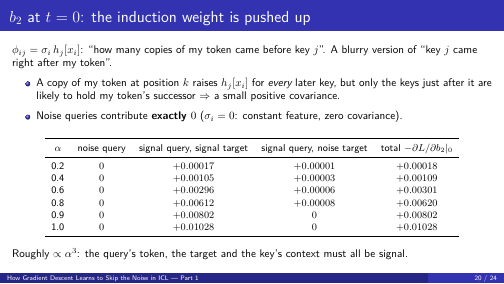 b₂ at t = 0: the induction weight is pushed up
ϕᵢⱼ = σᵢ hⱼ[xᵢ]: “how many copies of my token came before key j”. A blurry version of “key j came
right after my token”.
A copy of my token at position k raises hⱼ[xᵢ] for every later key, but only the keys just after it are
likely to hold my token's successor ⇒ a small positive covariance.
Noise queries contribute exactly 0 (σᵢ = 0: constant feature, zero covariance).
α noise query signal query, signal target signal query, noise target total −∂L/∂b₂|₀
0.2 0 +0.00017 +0.00001 +0.00018
0.4 0 +0.00105 +0.00003 +0.00109
0.6 0 +0.00296 +0.00006 +0.00301
0.8 0 +0.00612 +0.00008 +0.00620
0.9 0 +0.00802 0 +0.00802
1.0 0 +0.01028 0 +0.01028
Roughly ∝ α³: the query's token, the target and the key's context must all be signal.
How Gradient Descent Learns to Skip the Noise in ICL — Part 1 20 / 24